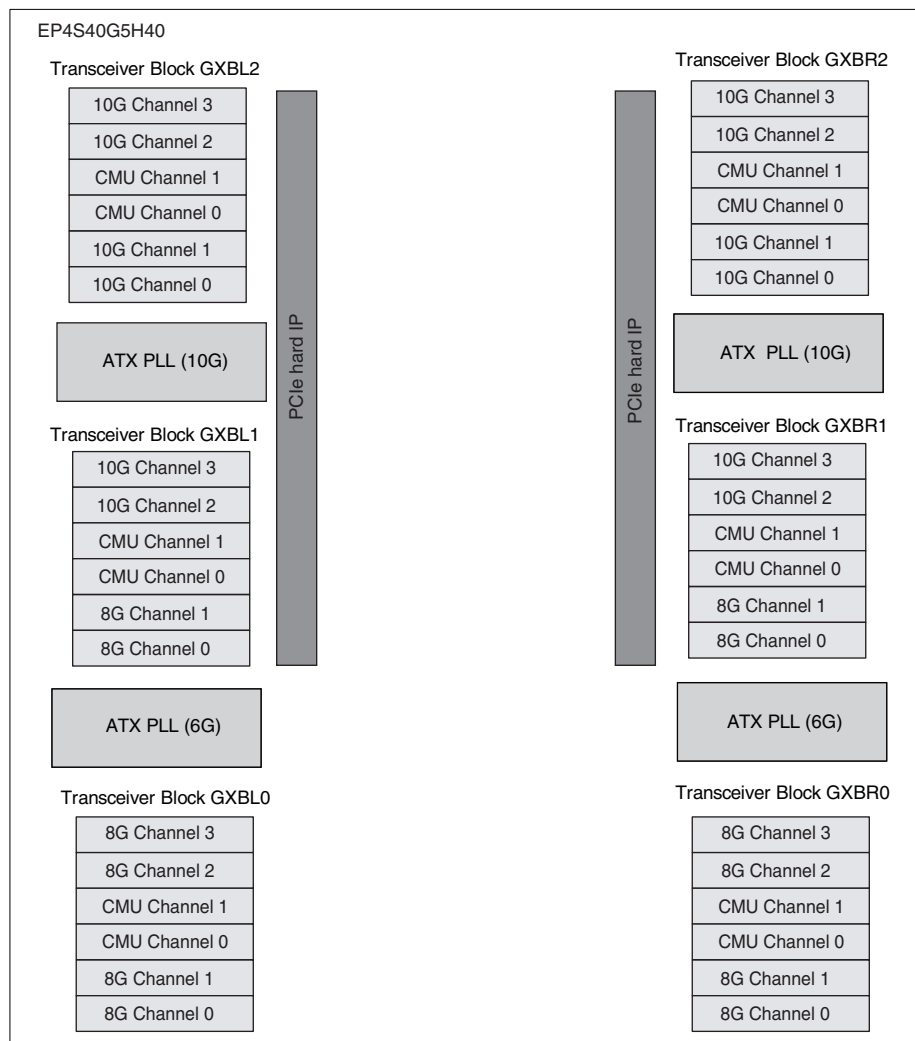 EP4S40G5H40
Transceiver Block GXBL2
10G Channel 3
10G Channel 2
CMU Channel 1
CMU Channel 0
10G Channel 1
10G Channel 0
ATX PLL (10G)
Transceiver Block GXBL1
10G Channel 3
10G Channel 2
CMU Channel 1
CMU Channel 0
8G Channel 1
8G Channel 0
ATX PLL (6G)
Transceiver Block GXBL0
8G Channel 3
8G Channel 2
CMU Channel 1
CMU Channel 0
8G Channel 1
8G Channel 0
PCIe hard IP
PCIe hard IP
Transceiver Block GXBR2
10G Channel 3
10G Channel 2
CMU Channel 1
CMU Channel 0
10G Channel 1
10G Channel 0
ATX PLL (10G)
Transceiver Block GXBR1
10G Channel 3
10G Channel 2
CMU Channel 1
CMU Channel 0
8G Channel 1
8G Channel 0
ATX PLL (6G)
Transceiver Block GXBR0
8G Channel 3
8G Channel 2
CMU Channel 1
CMU Channel 0
8G Channel 1
8G Channel 0